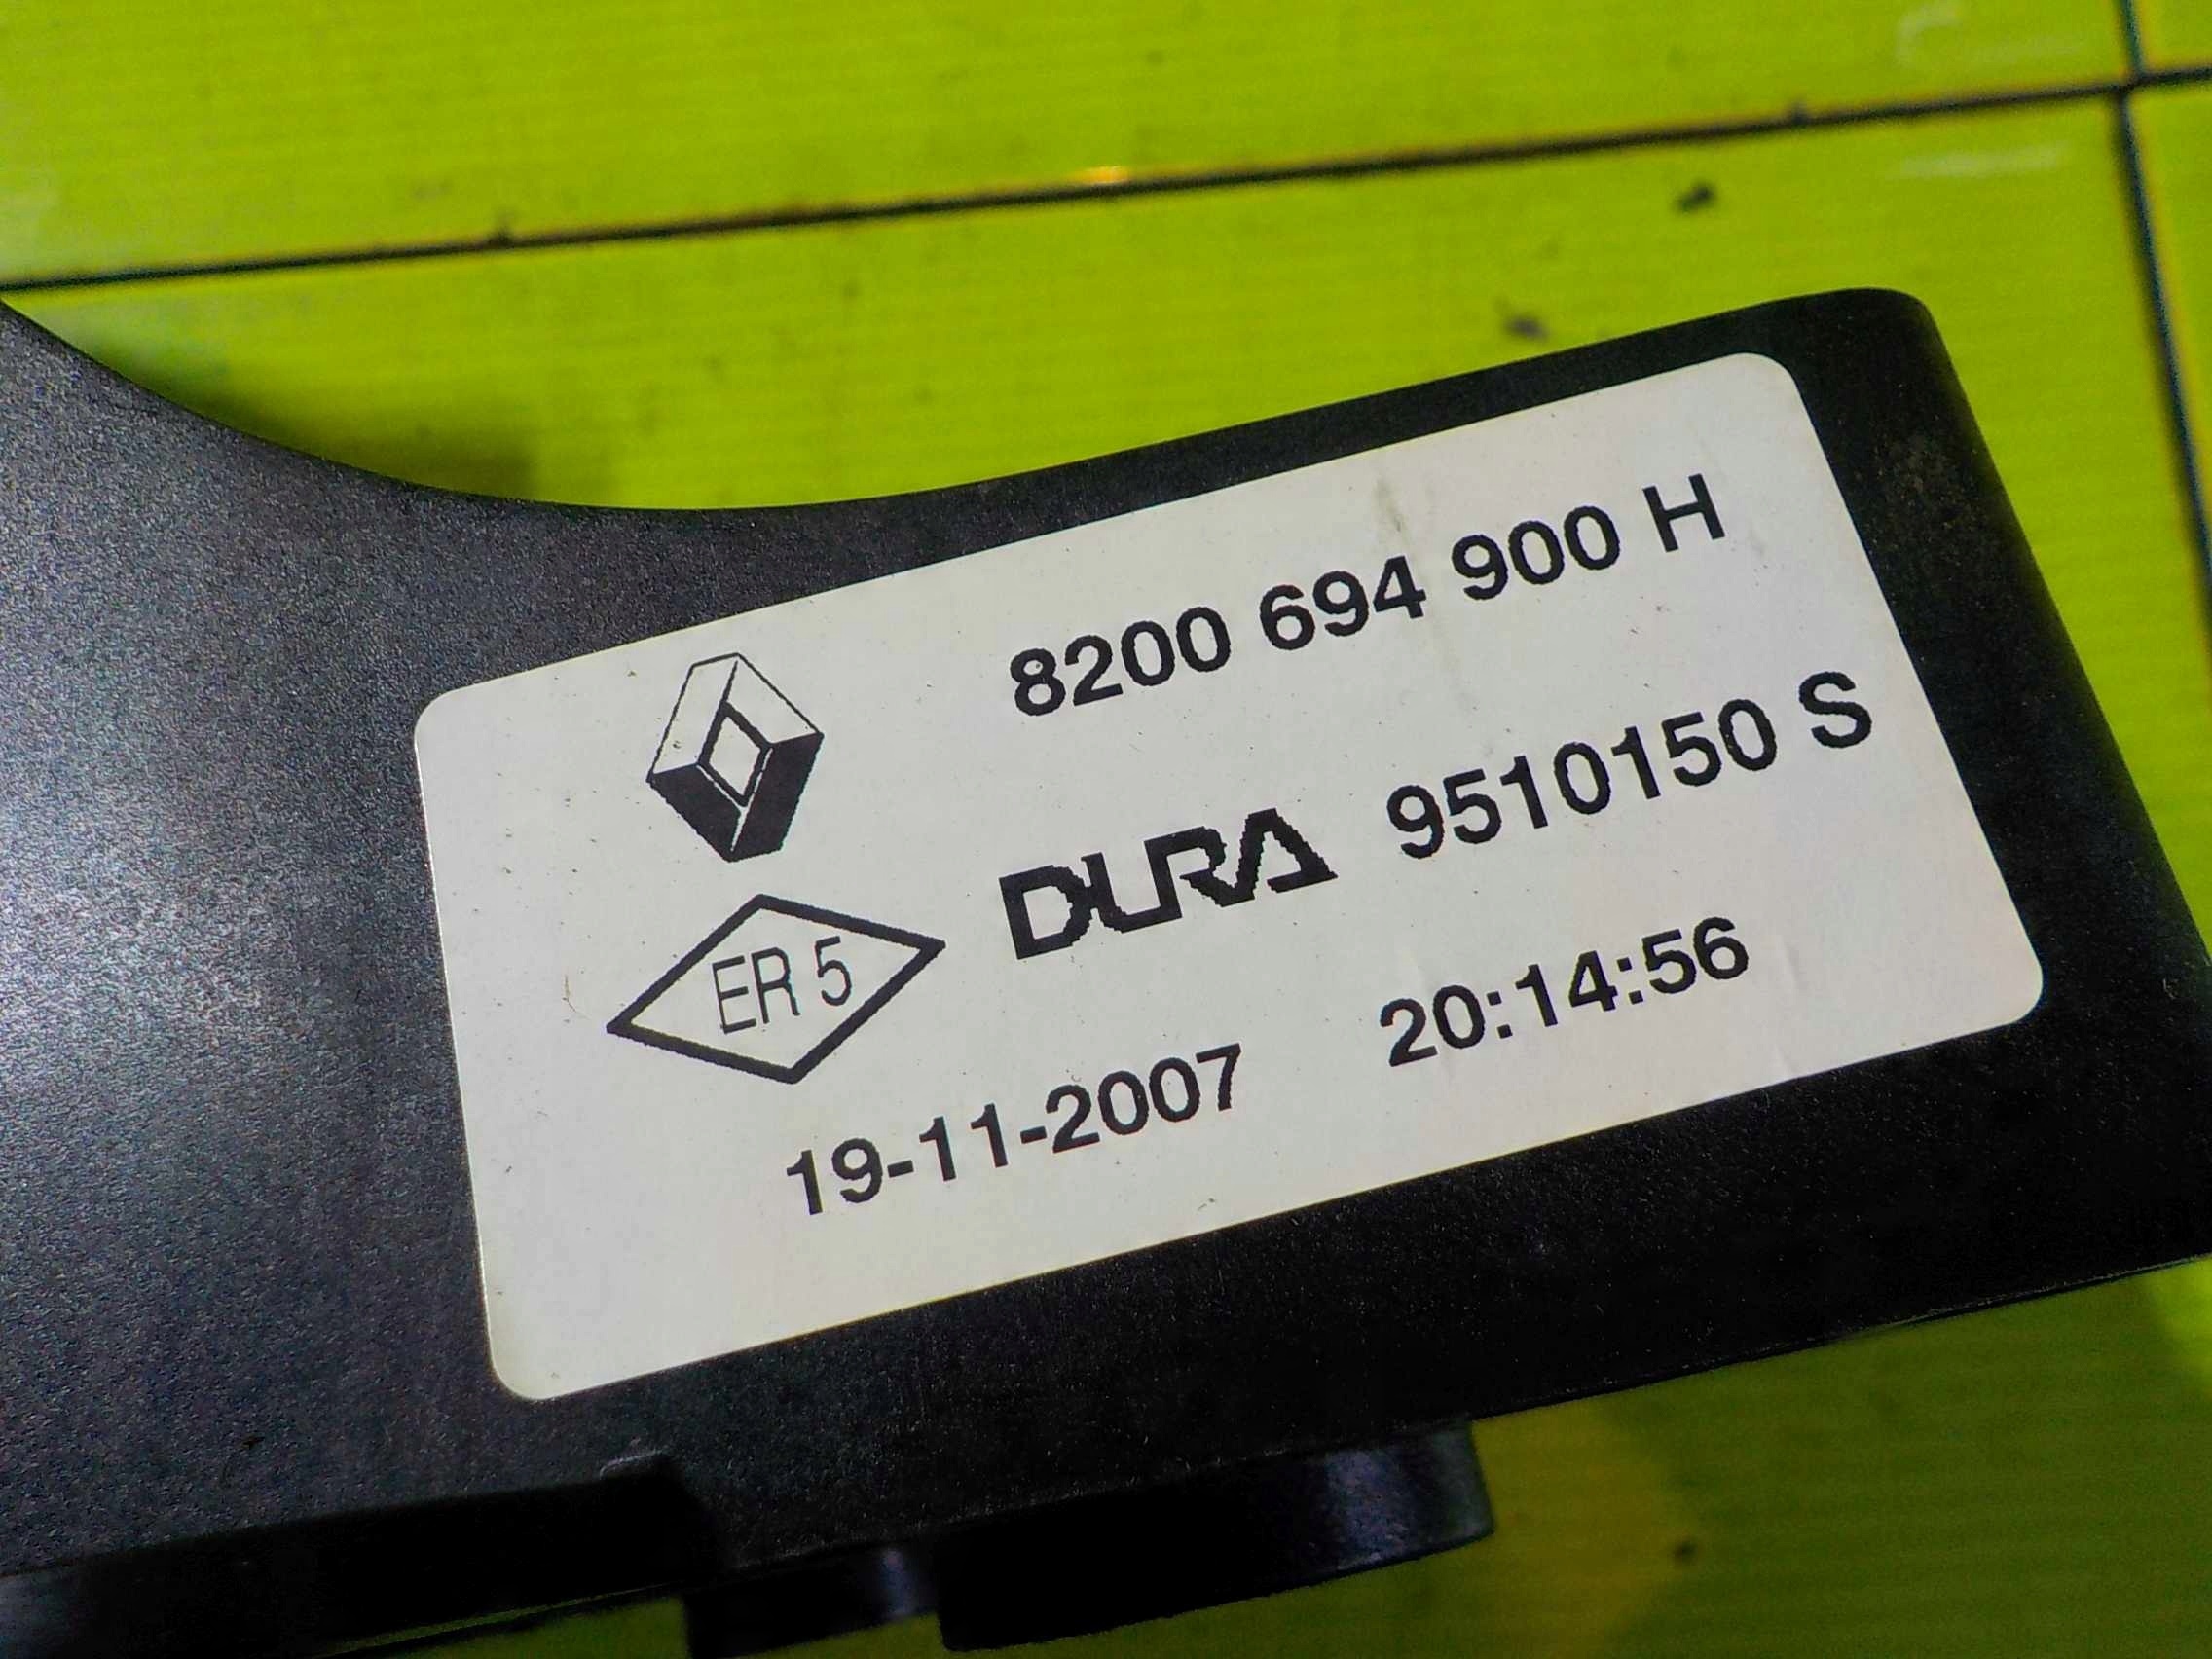 8200 694 900 H
DURA 9510150 S
ER 5
19-11-2007 20:14:56